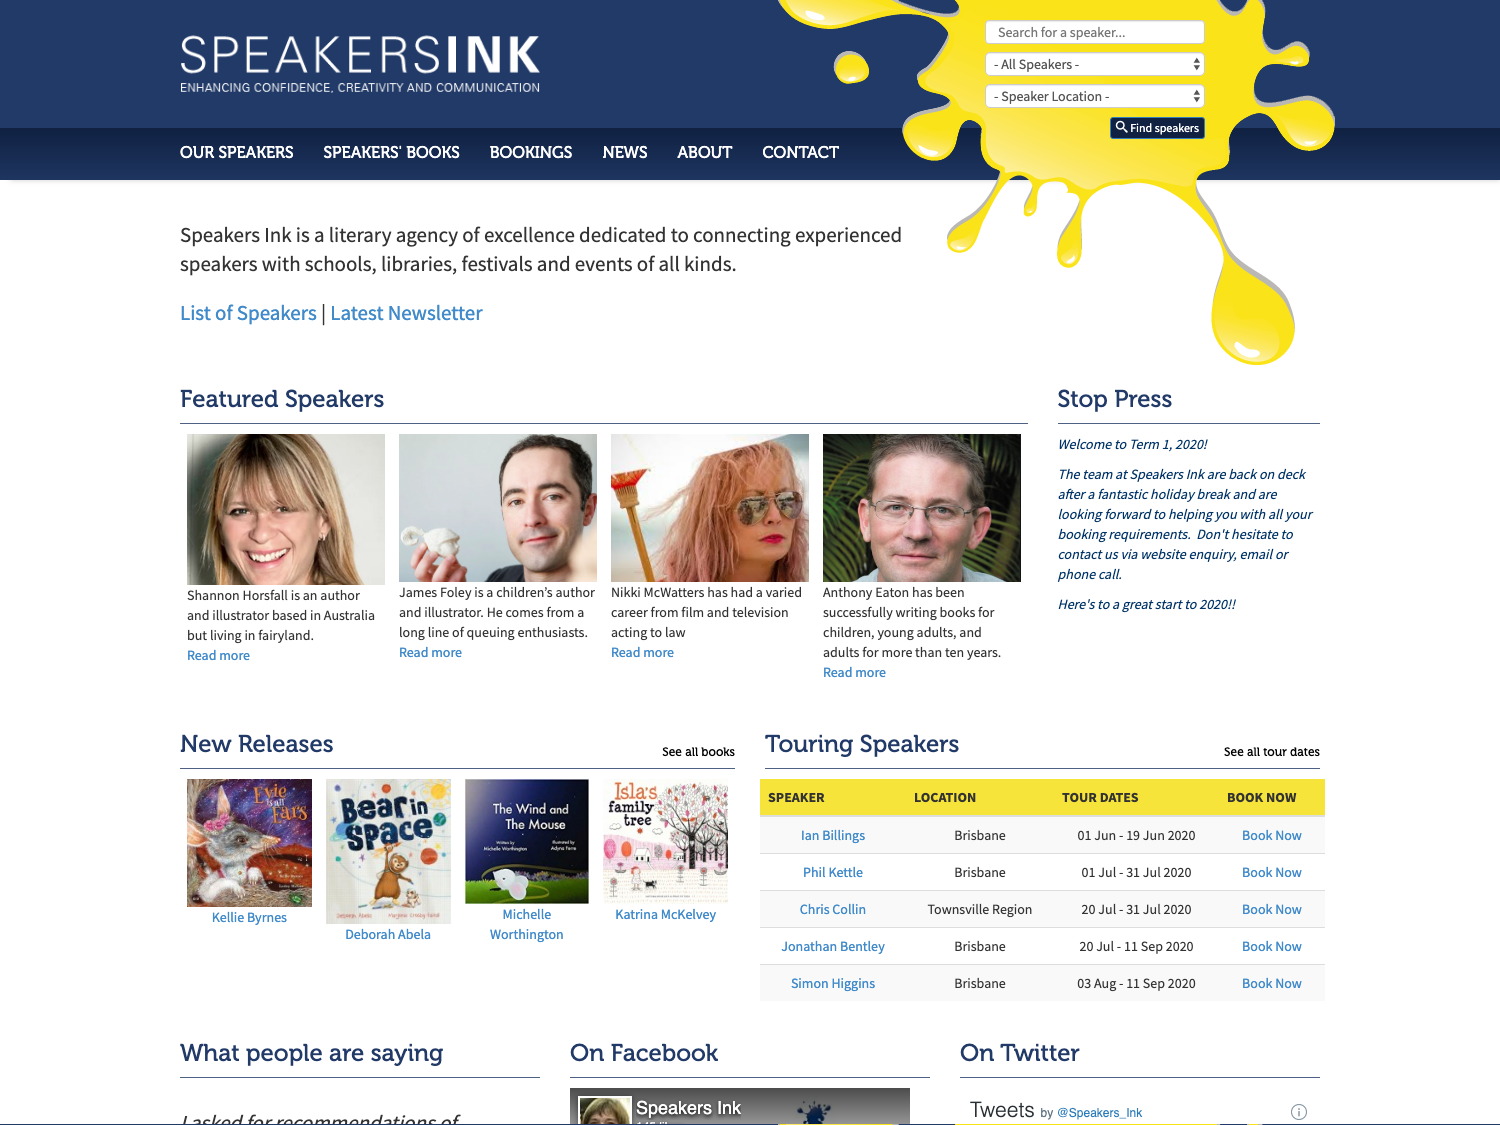 SPEAKERSINK
ENHANCING CONFIDENCE, CREATIVITY AND COMMUNICATION
Search for a speaker...
- All Speakers -
- Speaker Location -
Find speakers
OUR SPEAKERS SPEAKERS' BOOKS BOOKINGS NEWS ABOUT CONTACT
Speakers Ink is a literary agency of excellence dedicated to connecting experienced
speakers with schools, libraries, festivals and events of all kinds.
List of Speakers | Latest Newsletter
Featured Speakers
Shannon Horsfall is an author
and illustrator based in Australia
but living in fairyland.
Read more
James Foley is a children's author
and illustrator. He comes from a
long line of queuing enthusiasts.
Read more
Nikki McWatters has had a varied
career from film and television
acting to law
Read more
Anthony Eaton has been
successfully writing books for
children, young adults, and
adults for more than ten years.
Read more
Stop Press
Welcome to Term 1, 2020!
The team at Speakers Ink are back on deck
after a fantastic holiday break and are
looking forward to helping you with all your
booking requirements.  Don't hesitate to
contact us via website enquiry, email or
phone call.
Here's to a great start to 2020!!
New Releases
See all books
Evie
is all
Ears
Kellie Byrnes
Bear in
Space
Deborah Abela
Deborah Abela
The Wind and
The Mouse
Written by
Michelle Worthington
Illustrated by
Michelle
Worthington
Isla's
family
tree
Katrina McKelvey
Touring Speakers
See all tour dates
SPEAKER LOCATION TOUR DATES BOOK NOW
Ian Billings Brisbane 01 Jun - 19 Jun 2020 Book Now
Phil Kettle Brisbane 01 Jul - 31 Jul 2020 Book Now
Chris Collin Townsville Region 20 Jul - 31 Jul 2020 Book Now
Jonathan Bentley Brisbane 20 Jul - 11 Sep 2020 Book Now
Simon Higgins Brisbane 03 Aug - 11 Sep 2020 Book Now
What people are saying
I asked for recommendations of
On Facebook
Speakers Ink
On Twitter
Tweets by @Speakers_Ink